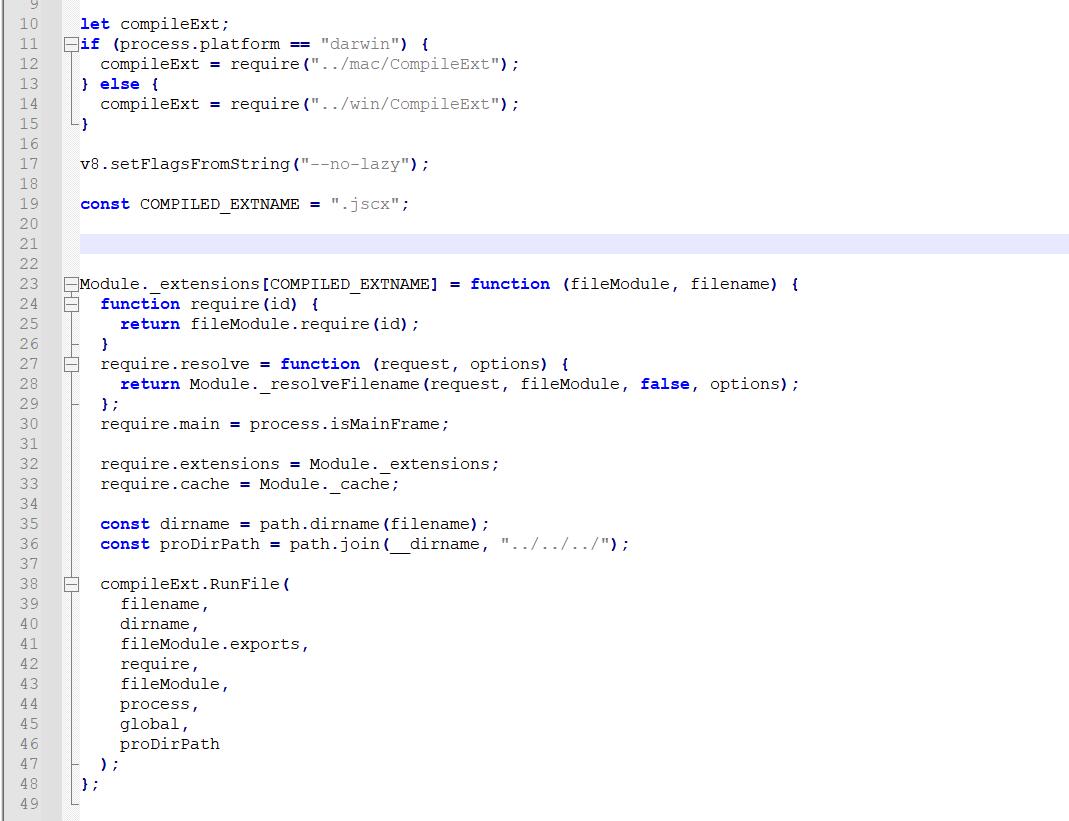 9
10 let compileExt;
11 if (process.platform == "darwin") {
12   compileExt = require("../mac/CompileExt");
13 } else {
14   compileExt = require("../win/CompileExt");
15 }
16
17 v8.setFlagsFromString("--no-lazy");
18
19 const COMPILED_EXTNAME = ".jscx";
20
21
22
23 Module._extensions[COMPILED_EXTNAME] = function (fileModule, filename) {
24   function require(id) {
25     return fileModule.require(id);
26   }
27   require.resolve = function (request, options) {
28     return Module._resolveFilename(request, fileModule, false, options);
29   };
30   require.main = process.isMainFrame;
31
32   require.extensions = Module._extensions;
33   require.cache = Module._cache;
34
35   const dirname = path.dirname(filename);
36   const proDirPath = path.join(__dirname, "../../../");
37
38   compileExt.RunFile(
39     filename,
40     dirname,
41     fileModule.exports,
42     require,
43     fileModule,
44     process,
45     global,
46     proDirPath
47   );
48 };
49